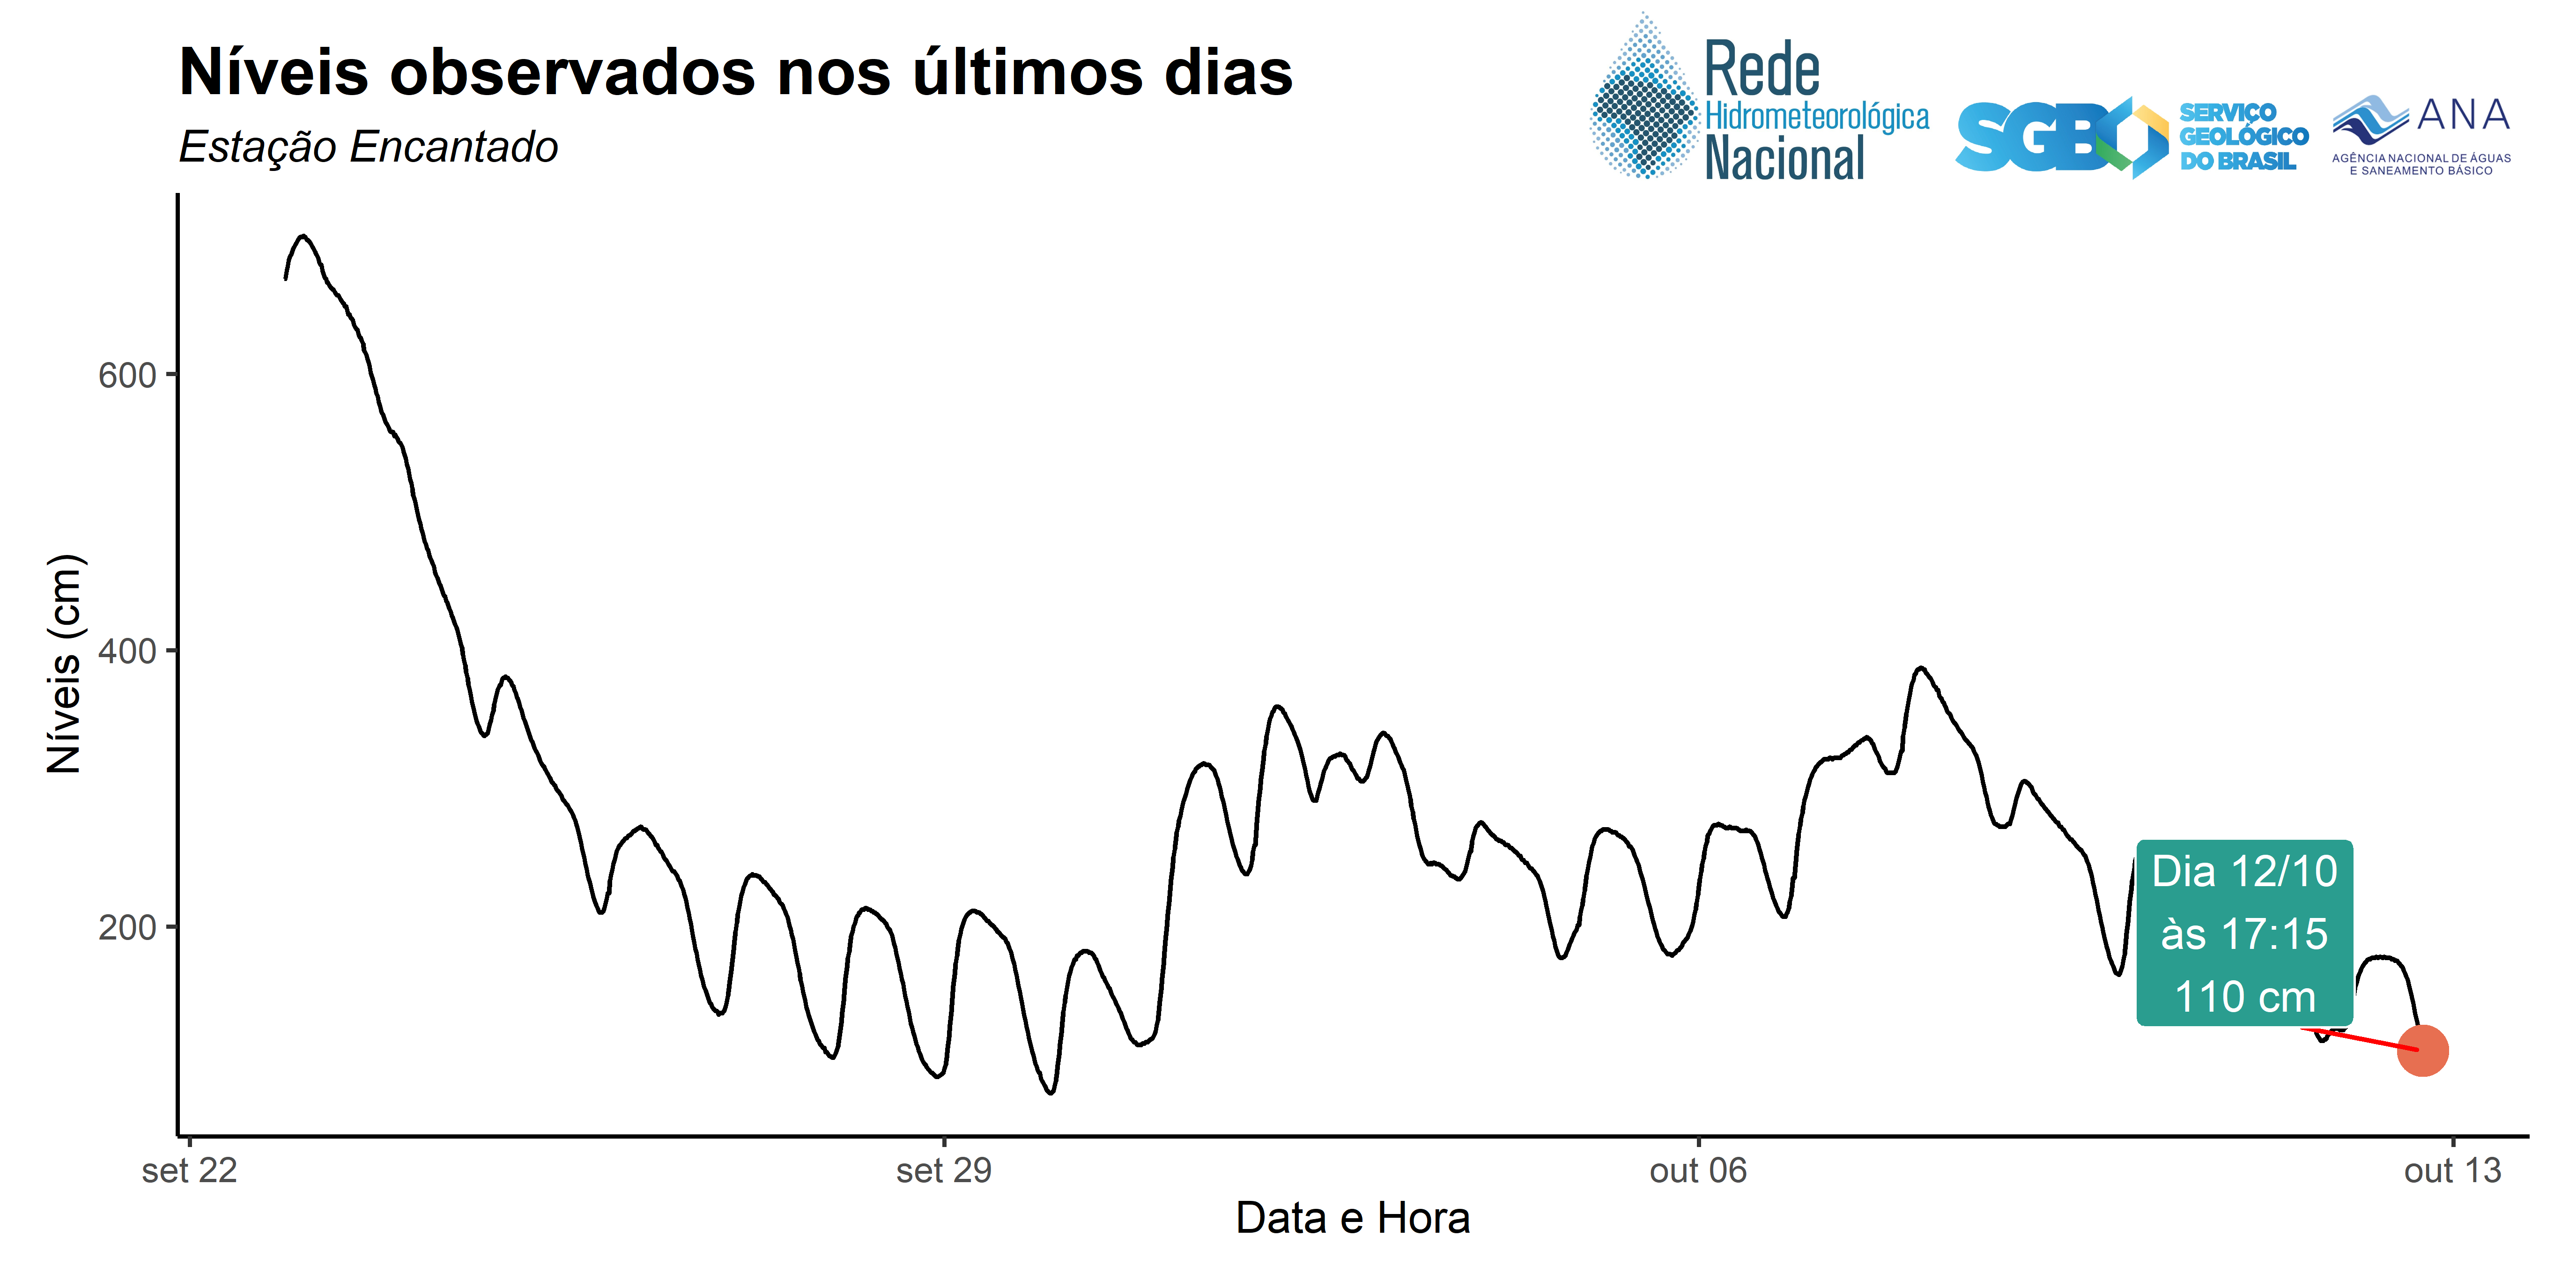 Níveis observados nos últimos dias
Estação Encantado
Rede
Hidrometeorológica
Nacional
SGB
SERVIÇO
GEOLÓGICO
DO BRASIL
ANA
AGÊNCIA NACIONAL DE ÁGUAS
E SANEAMENTO BÁSICO
Níveis (cm)
600
400
200
Dia 12/10
às 17:15
110 cm
set 22
set 29
out 06
out 13
Data e Hora